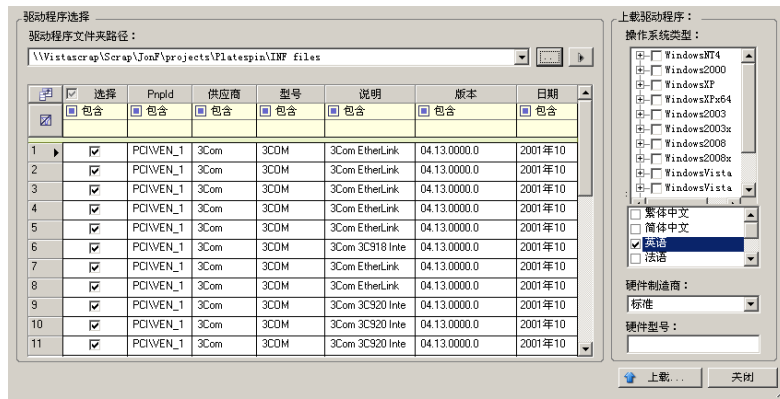 驱动程序选择
驱动程序文件夹路径：
\\Vistascrap\Scrap\JonF\projects\Platespin\INF files
...
选择 PnpId 供应商 型号 说明 版本 日期
包含 包含 包含 包含 包含 包含
1 PCI\VEN_1 3Com 3COM 3Com EtherLink 04.13.0000.0 2001年10
2 PCI\VEN_1 3Com 3COM 3Com EtherLink 04.13.0000.0 2001年10
3 PCI\VEN_1 3Com 3COM 3Com EtherLink 04.13.0000.0 2001年10
4 PCI\VEN_1 3Com 3COM 3Com EtherLink 04.13.0000.0 2001年10
5 PCI\VEN_1 3Com 3COM 3Com EtherLink 04.13.0000.0 2001年10
6 PCI\VEN_1 3Com 3COM 3Com 3C918 Inte 04.13.0000.0 2001年10
7 PCI\VEN_1 3Com 3COM 3Com EtherLink 04.13.0000.0 2001年10
8 PCI\VEN_1 3Com 3COM 3Com EtherLink 04.13.0000.0 2001年10
9 PCI\VEN_1 3Com 3COM 3Com 3C920 Inte 04.13.0000.0 2001年10
10 PCI\VEN_1 3Com 3COM 3Com 3C920 Inte 04.13.0000.0 2001年10
11 PCI\VEN_1 3Com 3COM 3Com 3C920 Inte 04.13.0000.0 2001年10
上载驱动程序：
操作系统类型：
WindowsNT4
Windows2000
WindowsXP
WindowsXPx64
Windows2003
Windows2003x
Windows2008
Windows2008x
WindowsVista
WindowsVista
繁体中文
简体中文
英语
法语
硬件制造商：
标准
硬件型号：
上载...
关闭